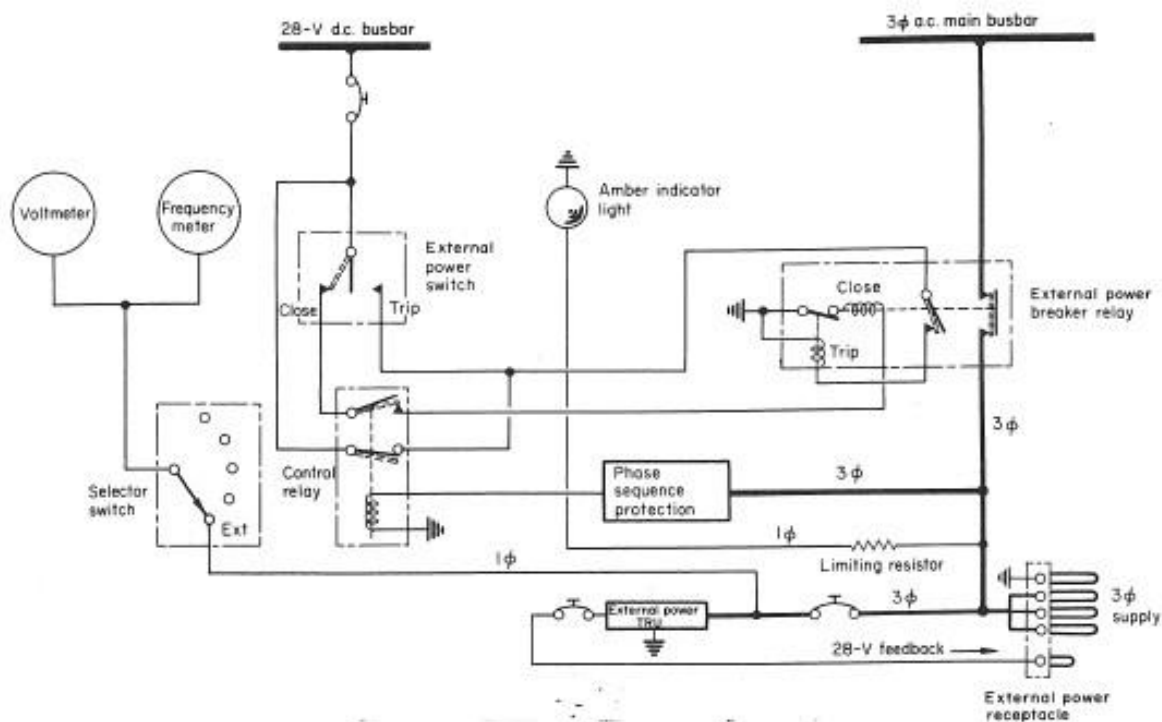 28-V d.c. busbar
3ϕ a.c. main busbar
Voltmeter
Frequency
meter
Amber indicator
light
External
power
switch
Close
Trip
Close
Trip
External power
breaker relay
3ϕ
Selector
switch
Ext
Control
relay
Phase
sequence
protection
3ϕ
1ϕ
Limiting resistor
1ϕ
External power
TRU
3ϕ
3ϕ
supply
28-V feedback
External power
receptacle